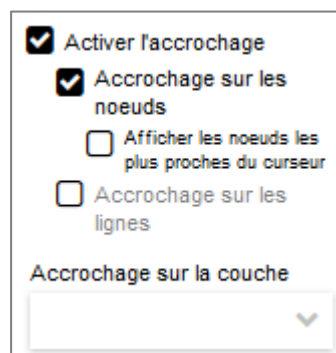 Activer l'accrochage
Accrochage sur les
noeuds
Afficher les noeuds les
plus proches du curseur
Accrochage sur les
lignes
Accrochage sur la couche